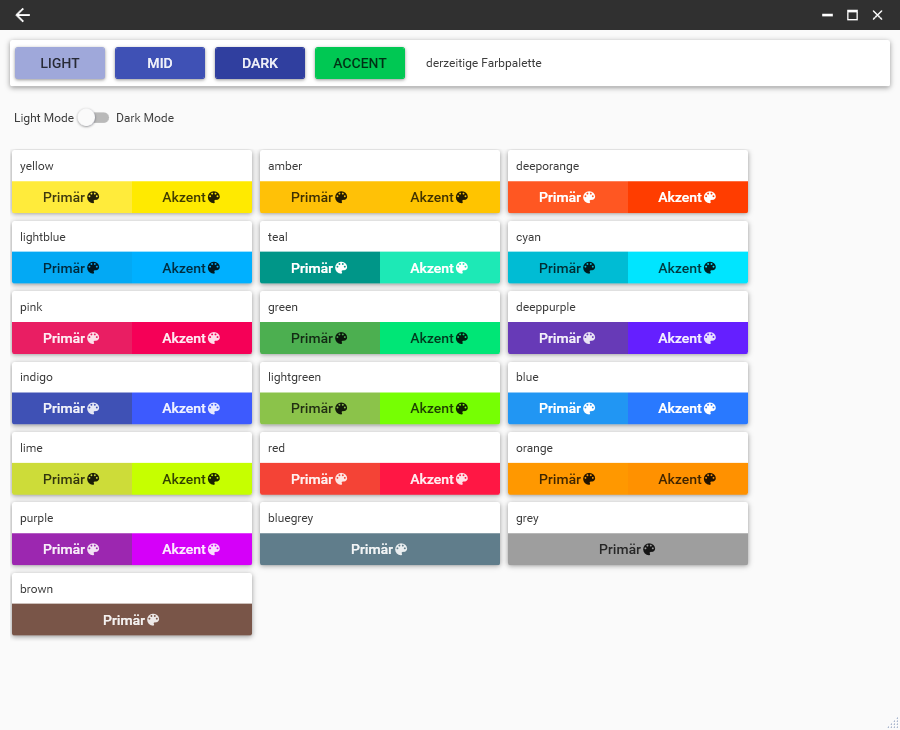 LIGHT MID DARK ACCENT derzeitige Farbpalette
Light Mode Dark Mode
yellow amber deeporange
Primär Akzent Primär Akzent Primär Akzent
lightblue teal cyan
Primär Akzent Primär Akzent Primär Akzent
pink green deeppurple
Primär Akzent Primär Akzent Primär Akzent
indigo lightgreen blue
Primär Akzent Primär Akzent Primär Akzent
lime red orange
Primär Akzent Primär Akzent Primär Akzent
purple bluegrey grey
Primär Akzent Primär Primär
brown
Primär